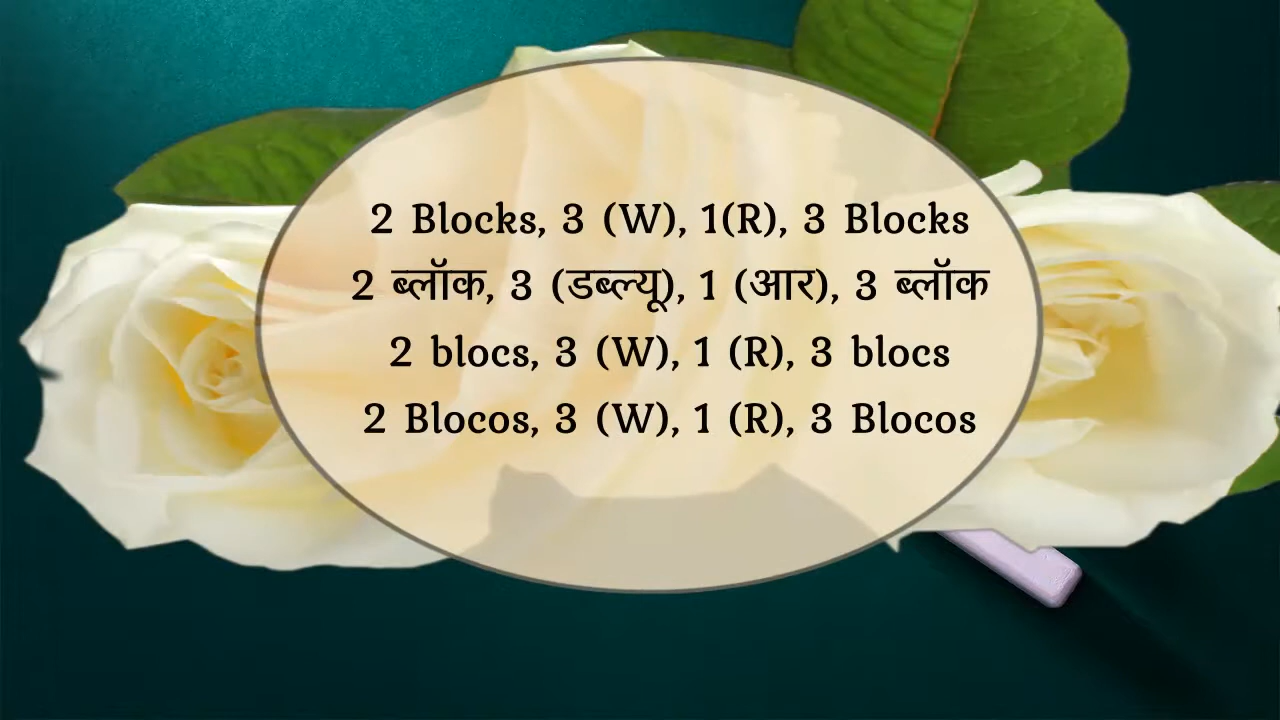 2 Blocks, 3 (W), 1(R), 3 Blocks
2 ब्लॉक, 3 (डब्ल्यू), 1 (आर), 3 ब्लॉक
2 blocs, 3 (W), 1 (R), 3 blocs
2 Blocos, 3 (W), 1 (R), 3 Blocos